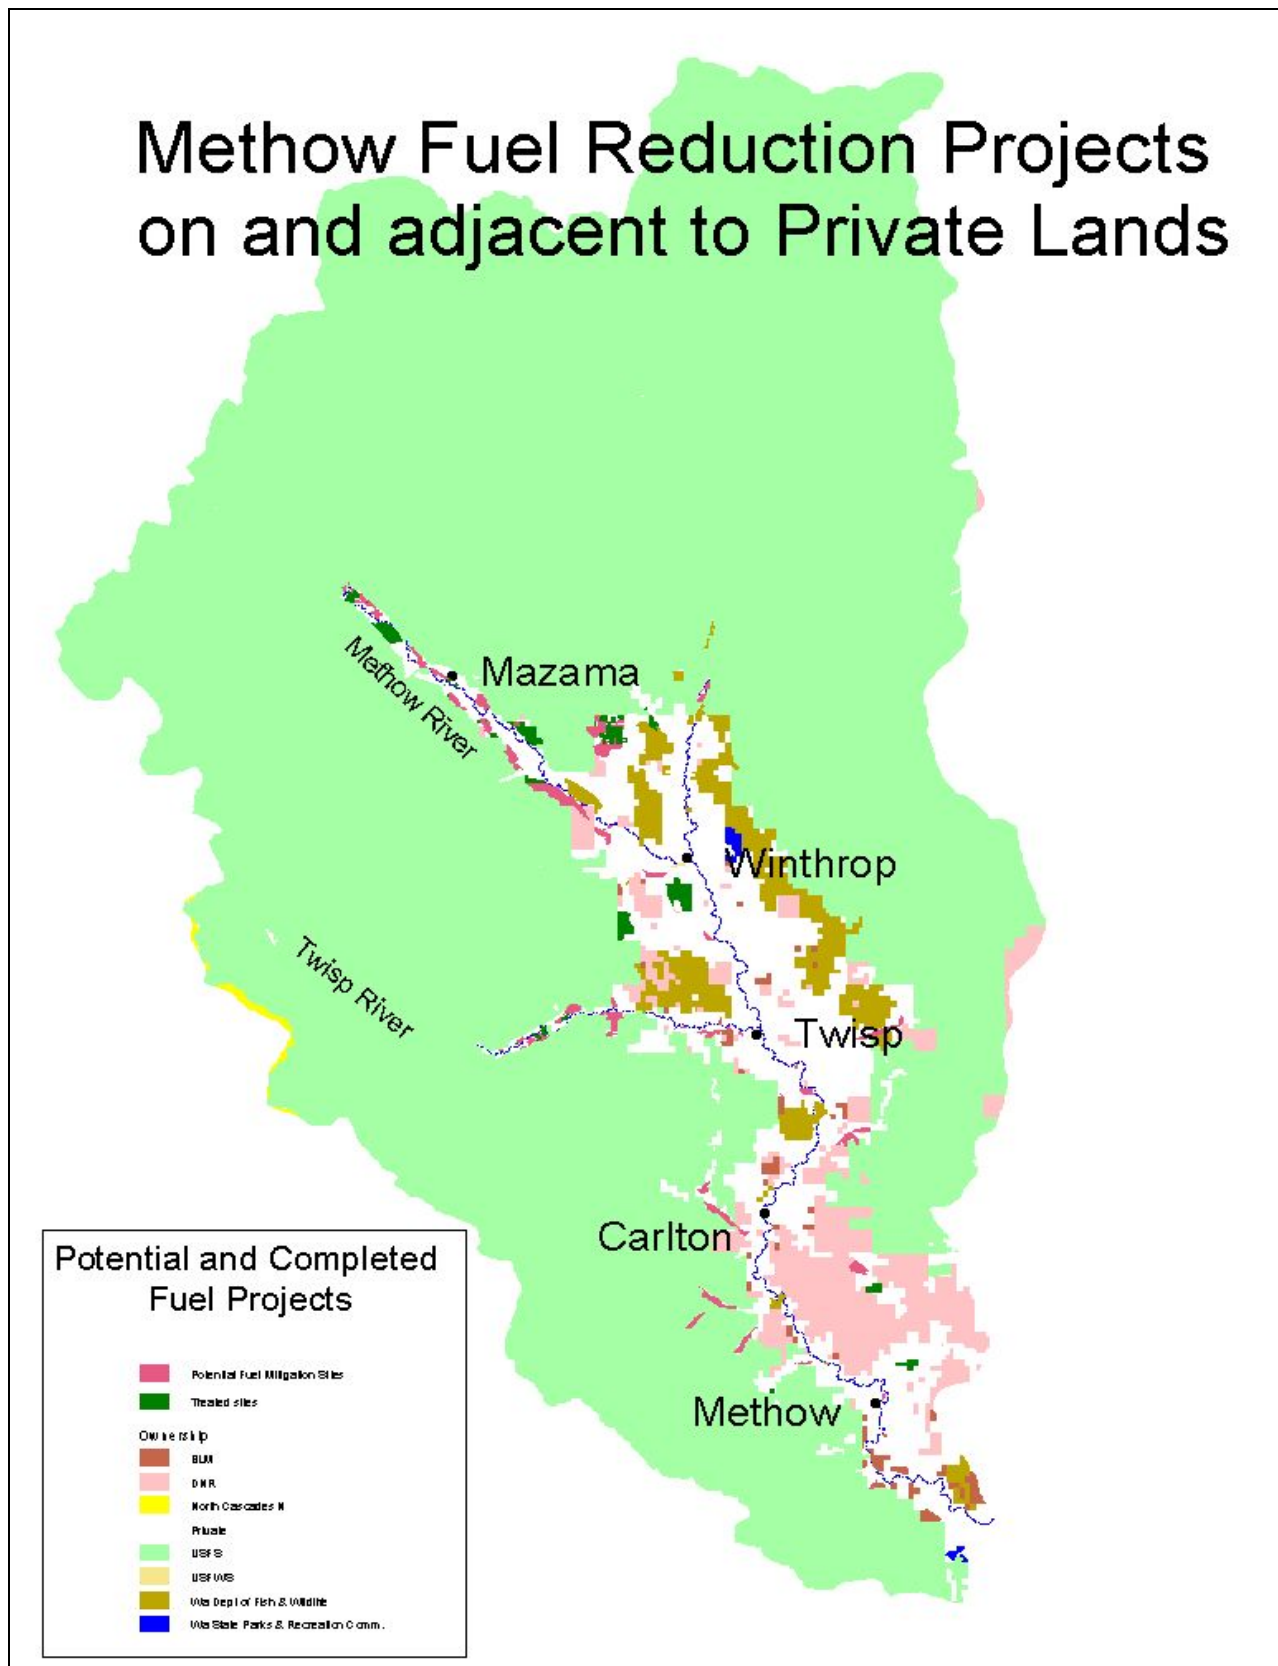 Methow Fuel Reduction Projects
on and adjacent to Private Lands
Mazama
Methow River
Winthrop
Twisp River
Twisp
Carlton
Methow
Potential and Completed
Fuel Projects
Potential Fuel Mitigation Sites
Treated sites
Ownership
BLM
DNR
North Cascades N
Private
USFS
USFWS
Wa Dept of Fish & Wildlife
Wa State Parks & Recreation Comm.